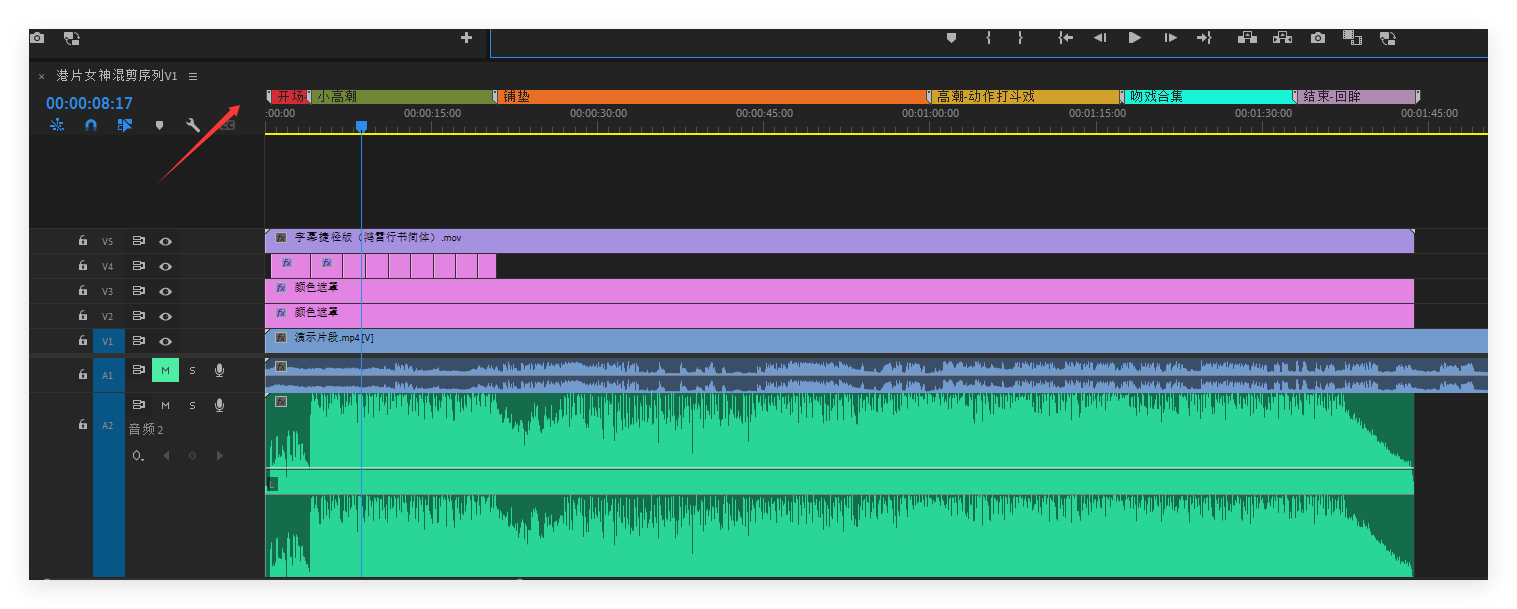 港片女神混剪序列V1
00:00:08:17
开场 小高潮 铺垫 高潮-动作打斗戏 吻戏合集 结束-回眸
:00:00 00:00:15:00 00:00:30:00 00:00:45:00 00:01:00:00 00:01:15:00 00:01:30:00 00:01:45:00
V5 fx 字幕捷径版（鸿雷行书简体）.mov
V4 fx fx
V3 fx 颜色遮罩
V2 fx 颜色遮罩
V1 fx 演示片段.mp4 [V]
A1 M S fx
A2 M S fx
音频 2
L